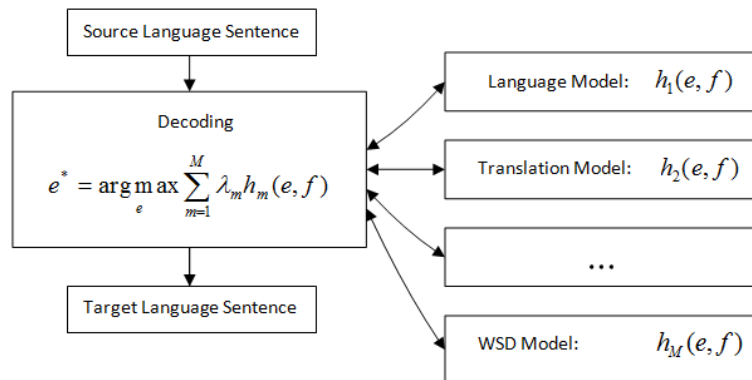 Source Language Sentence
Decoding
e* = arg max_e ∑_{m=1}^{M} λ_m h_m(e, f)
Target Language Sentence
Language Model: h_1(e, f)
Translation Model: h_2(e, f)
...
WSD Model: h_M(e, f)